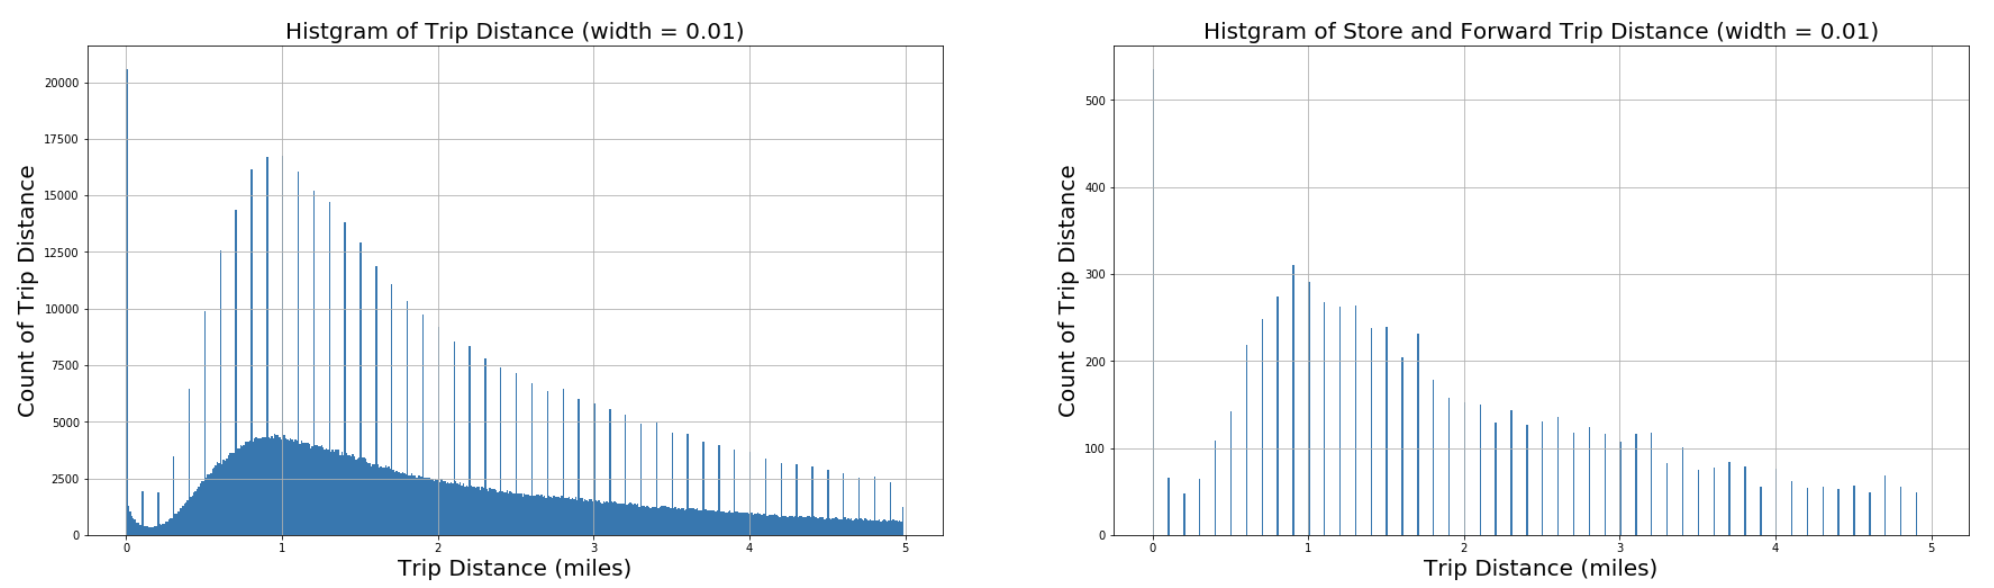 Histgram of Trip Distance (width = 0.01)
Count of Trip Distance
20000
17500
15000
12500
10000
7500
5000
2500
0
0 1 2 3 4 5
Trip Distance (miles)
Histgram of Store and Forward Trip Distance (width = 0.01)
Count of Trip Distance
500
400
300
200
100
0
0 1 2 3 4 5
Trip Distance (miles)